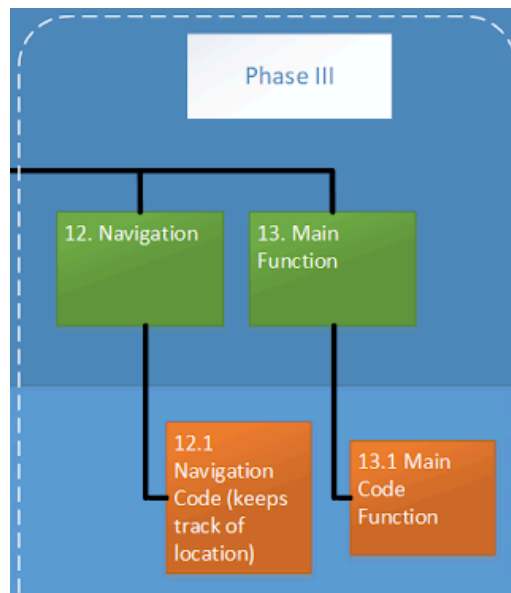 Phase III
12. Navigation
13. Main
Function
12.1
Navigation
Code (keeps
track of
location)
13.1 Main
Code
Function